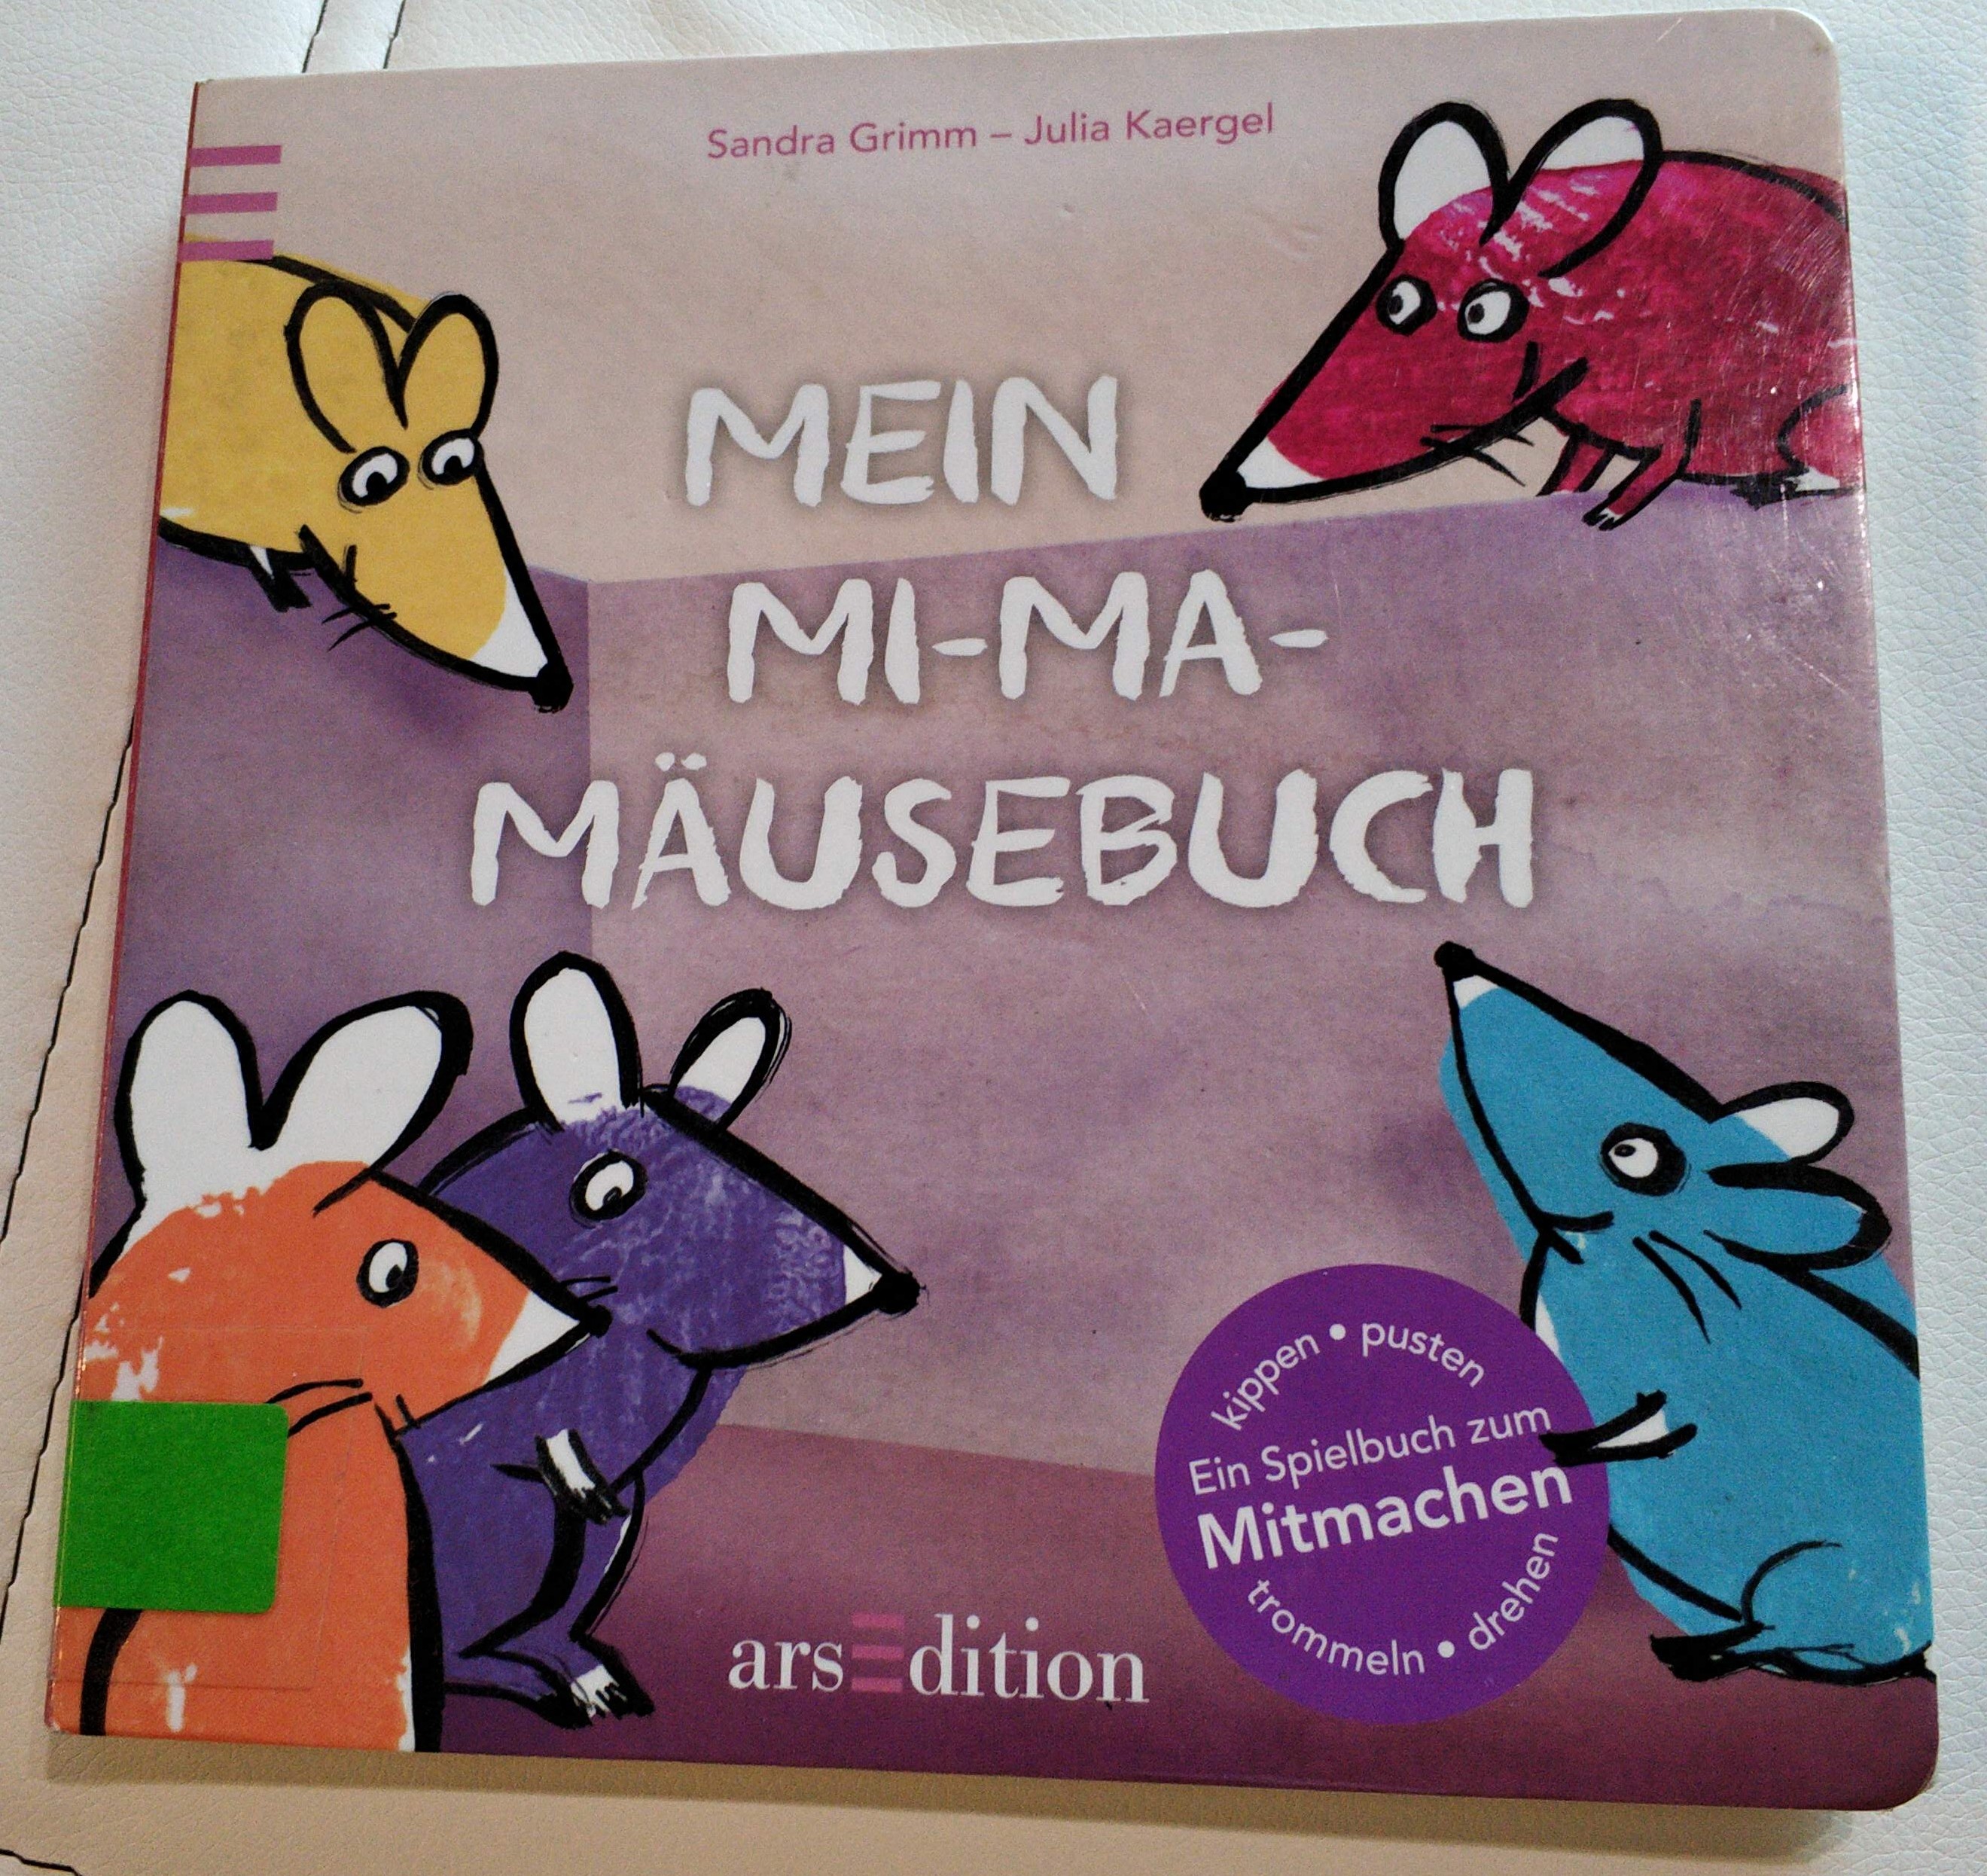 Sandra Grimm – Julia Kaergel
MEIN
MI-MA-
MÄUSEBUCH
kippen • pusten
Ein Spielbuch zum
Mitmachen
trommeln • drehen
arsEdition